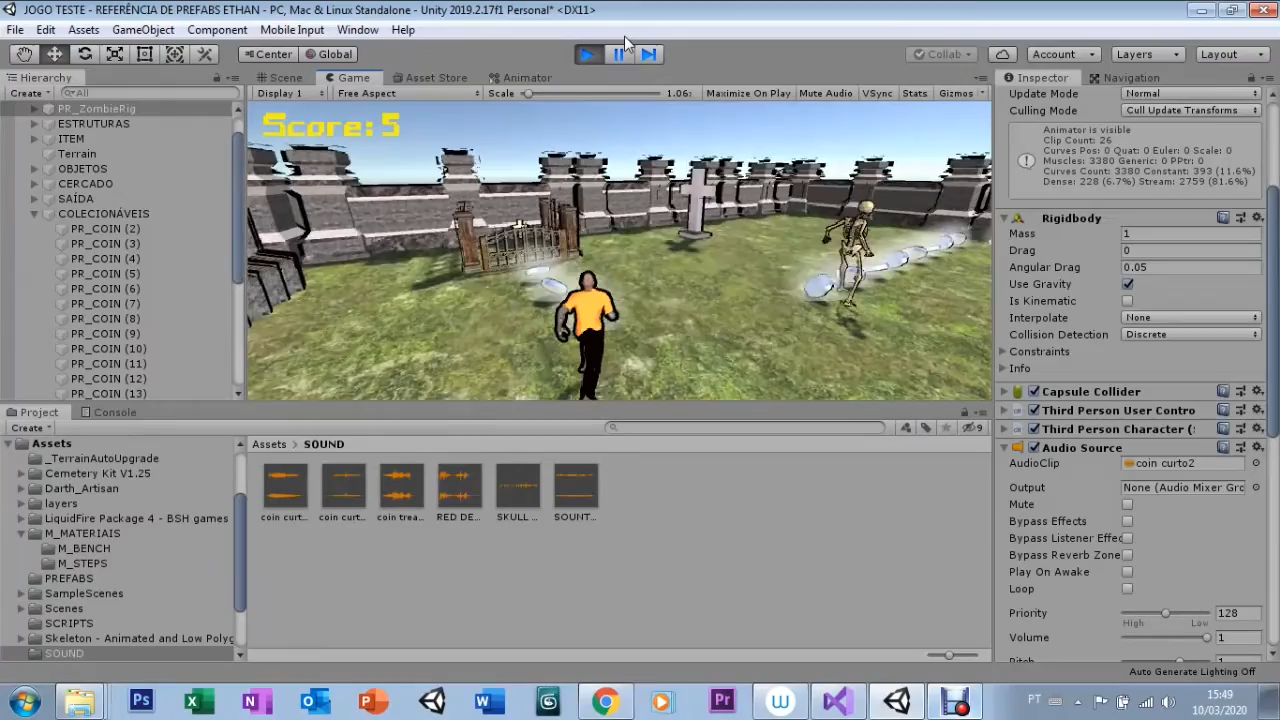 JOGO TESTE - REFERÊNCIA DE PREFABS ETHAN - PC, Mac & Linux Standalone - Unity 2019.2.17f1 Personal* <DX11>
File Edit Assets GameObject Component Mobile Input Window Help
Center Global Collab Account Layers Layout
Hierarchy Scene Game Asset Store Animator Inspector Navigation
Create All Display 1 Free Aspect Scale 1.06x Maximize On Play Mute Audio VSync Stats Gizmos
Update Mode Normal
PR_ZombieRig
Culling Mode Cull Update Transforms
Score:5
ESTRUTURAS
ITEM
Terrain
OBJETOS
CERCADO
SAÍDA
COLECIONÁVEIS
PR_COIN (2)
PR_COIN (3)
PR_COIN (4)
PR_COIN (5)
PR_COIN (6)
PR_COIN (7)
PR_COIN (8)
PR_COIN (9)
PR_COIN (10)
PR_COIN (11)
PR_COIN (12)
PR_COIN (13)
Animator is visible
Clip Count: 26
Curves Pos: 0 Quat: 0 Euler: 0 Scale: 0
Muscles: 3380 Generic: 0 PPtr: 0
Curves Count: 3380 Constant: 393 (11.6%)
Dense: 228 (6.7%) Stream: 2759 (81.6%)
Rigidbody
Mass 1
Drag 0
Angular Drag 0.05
Use Gravity
Is Kinematic
Interpolate None
Collision Detection Discrete
Constraints
Info
Capsule Collider
Third Person User Contro
Third Person Character (
Audio Source
AudioClip coin curto2
Output None (Audio Mixer Grc
Mute
Bypass Effects
Bypass Listener Effec
Bypass Reverb Zone
Play On Awake
Loop
Priority 128
High Low
Volume 1
Pitch 1
Project Console
Create 9
Assets
_TerrainAutoUpgrade
Cemetery Kit V1.25
Darth_Artisan
layers
LiquidFire Package 4 - BSH games
M_MATERIAIS
M_BENCH
M_STEPS
PREFABS
SampleScenes
Scenes
SCRIPTS
Skeleton - Animated and Low Polyg
SOUND
Assets SOUND
coin curt... coin curt... coin trea... RED DE... SKULL ... SOUNT...
Auto Generate Lighting Off
Ps W Pr PT 15:49
10/03/2020